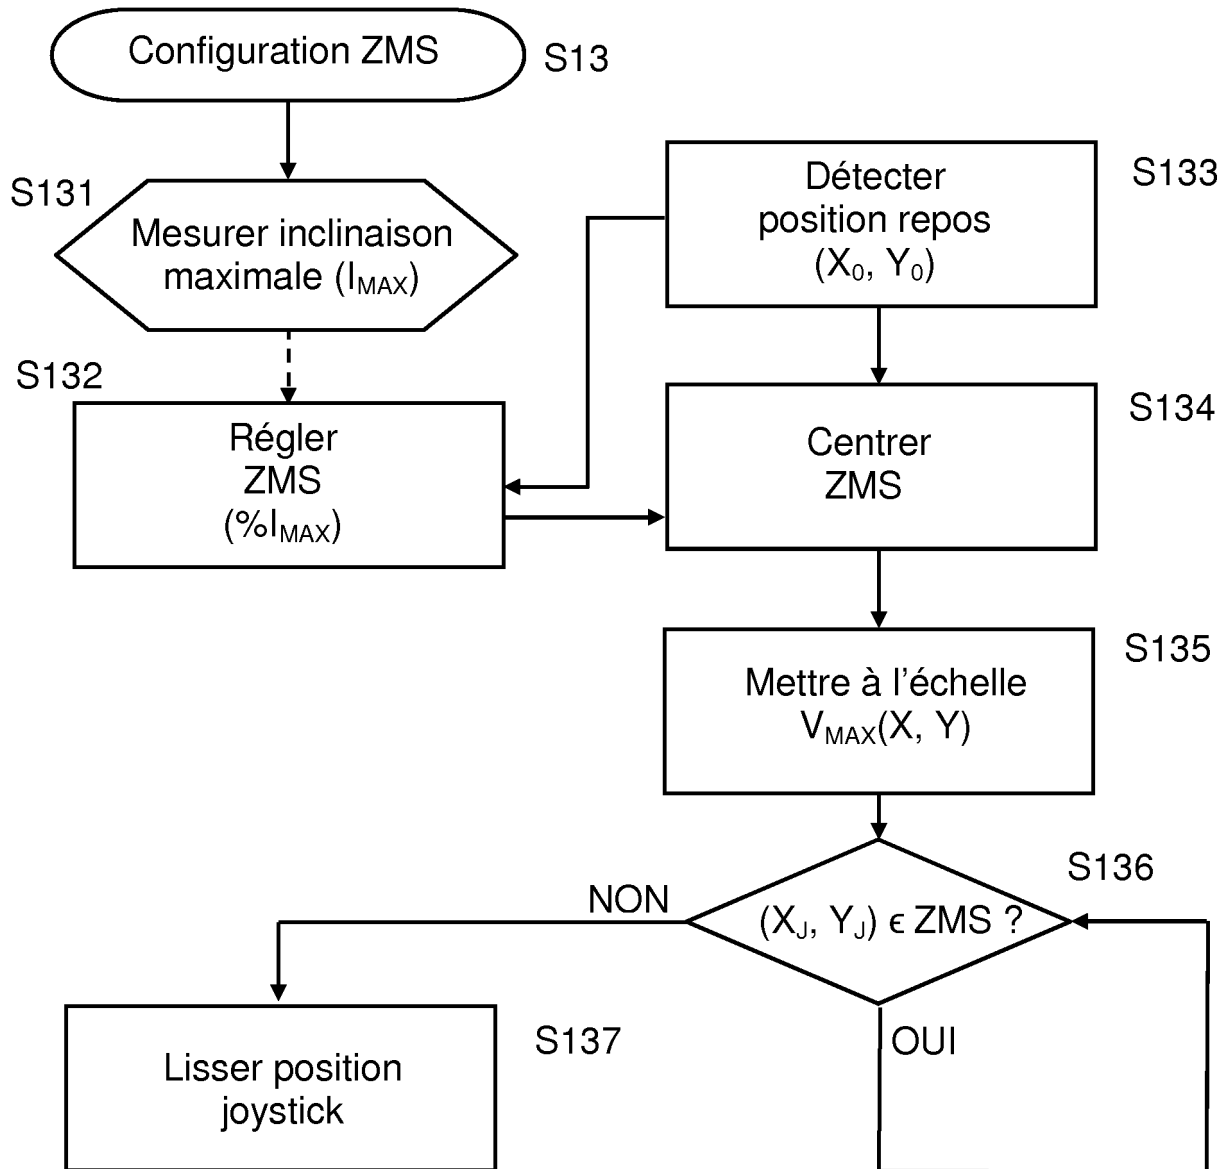 Configuration ZMS
S13
S131
Mesurer inclinaison
maximale (IMAX)
S132
Régler
ZMS
(%IMAX)
S133
Détecter
position repos
(X0, Y0)
S134
Centrer
ZMS
S135
Mettre à l'échelle
VMAX(X, Y)
S136
(XJ, YJ) ϵ ZMS ?
NON
OUI
S137
Lisser position
joystick